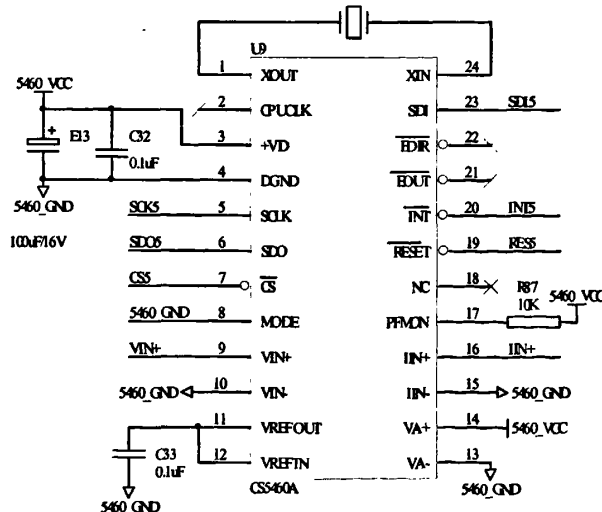 U9
1 XOUT XIN 24
5460_VCC
2 CPUCLK SDI 23 SDI5
E13 C32 3 +VD EDIR 22
+
0.1uF
4 DGND EOUT 21
5460_GND
SCK5 5 SCLK INT 20 INT5
100uF/16V
SDO5 6 SDO RESET 19 RES5
CS5 7 CS NC 18 R87
10K 5460_VCC
5460_GND 8 MODE PFMON 17
VIN+ 9 VIN+ IIN+ 16 IIN+
5460_GND 10 VIN- IIN- 15 5460_GND
11 VREFOUT VA+ 14 5460_VCC
C33
0.1uF
12 VREFIN VA- 13
CS5460A 5460_GND
5460_GND